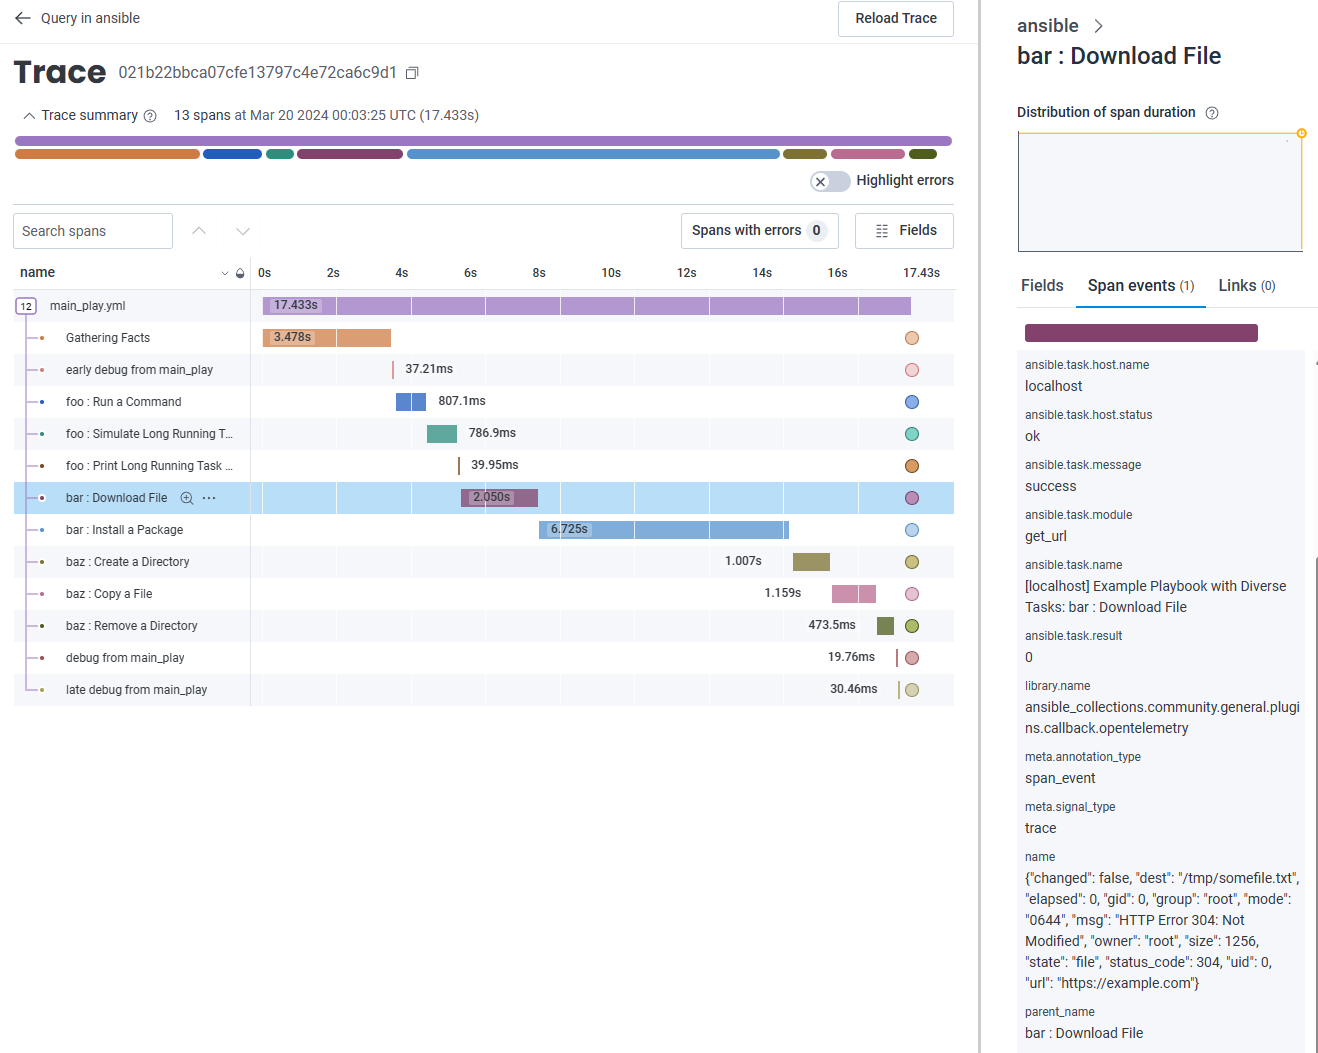 Query in ansible
Reload Trace
Trace 021b22bbca07cfe13797c4e72ca6c9d1
Trace summary 13 spans at Mar 20 2024 00:03:25 UTC (17.433s)
Highlight errors
Search spans
Spans with errors 0
Fields
name 0s 2s 4s 6s 8s 10s 12s 14s 16s 17.43s
12 main_play.yml 17.433s
Gathering Facts 3.478s
early debug from main_play 37.21ms
foo : Run a Command 807.1ms
foo : Simulate Long Running T... 786.9ms
foo : Print Long Running Task ... 39.95ms
bar : Download File 2.050s
bar : Install a Package 6.725s
baz : Create a Directory 1.007s
baz : Copy a File 1.159s
baz : Remove a Directory 473.5ms
debug from main_play 19.76ms
late debug from main_play 30.46ms
ansible
bar : Download File
Distribution of span duration
Fields Span events (1) Links (0)
ansible.task.host.name
localhost
ansible.task.host.status
ok
ansible.task.message
success
ansible.task.module
get_url
ansible.task.name
[localhost] Example Playbook with Diverse
Tasks: bar : Download File
ansible.task.result
0
library.name
ansible_collections.community.general.plugi
ns.callback.opentelemetry
meta.annotation_type
span_event
meta.signal_type
trace
name
{"changed": false, "dest": "/tmp/somefile.txt",
"elapsed": 0, "gid": 0, "group": "root", "mode":
"0644", "msg": "HTTP Error 304: Not
Modified", "owner": "root", "size": 1256,
"state": "file", "status_code": 304, "uid": 0,
"url": "https://example.com"}
parent_name
bar : Download File